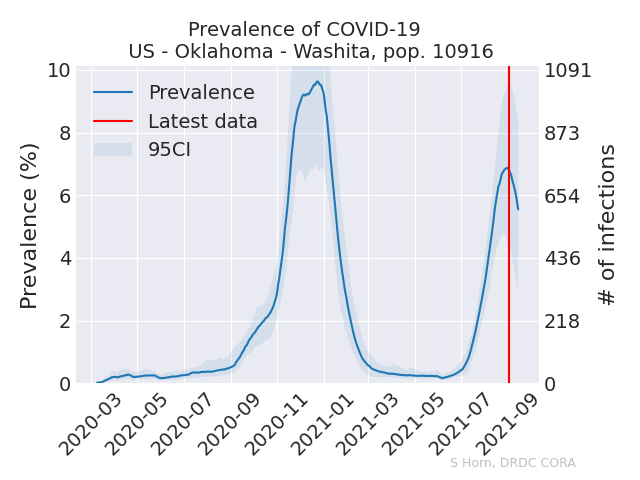 Prevalence of COVID-19
US - Oklahoma - Washita, pop. 10916
Prevalence (%)
10
8
6
4
2
0
1091
873
654
436
218
0
# of infections
Prevalence
Latest data
95CI
2020-03
2020-05
2020-07
2020-09
2020-11
2021-01
2021-03
2021-05
2021-07
2021-09
S Horn, DRDC CORA